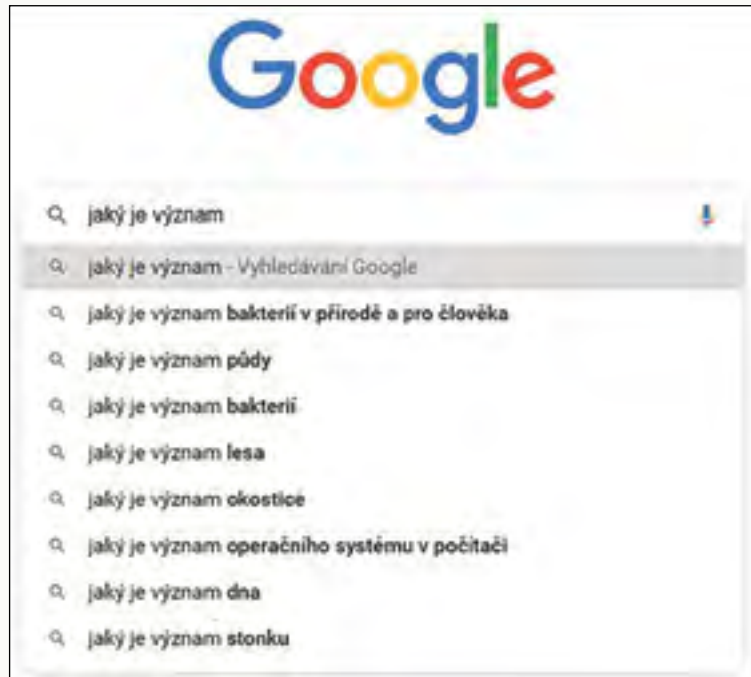 Google
jaký je význam
jaký je význam - Vyhledávání Google
jaký je význam bakterií v přírodě a pro člověka
jaký je význam půdy
jaký je význam bakterií
jaký je význam lesa
jaký je význam okostice
jaký je význam operačního systému v počítači
jaký je význam dna
jaký je význam stonku